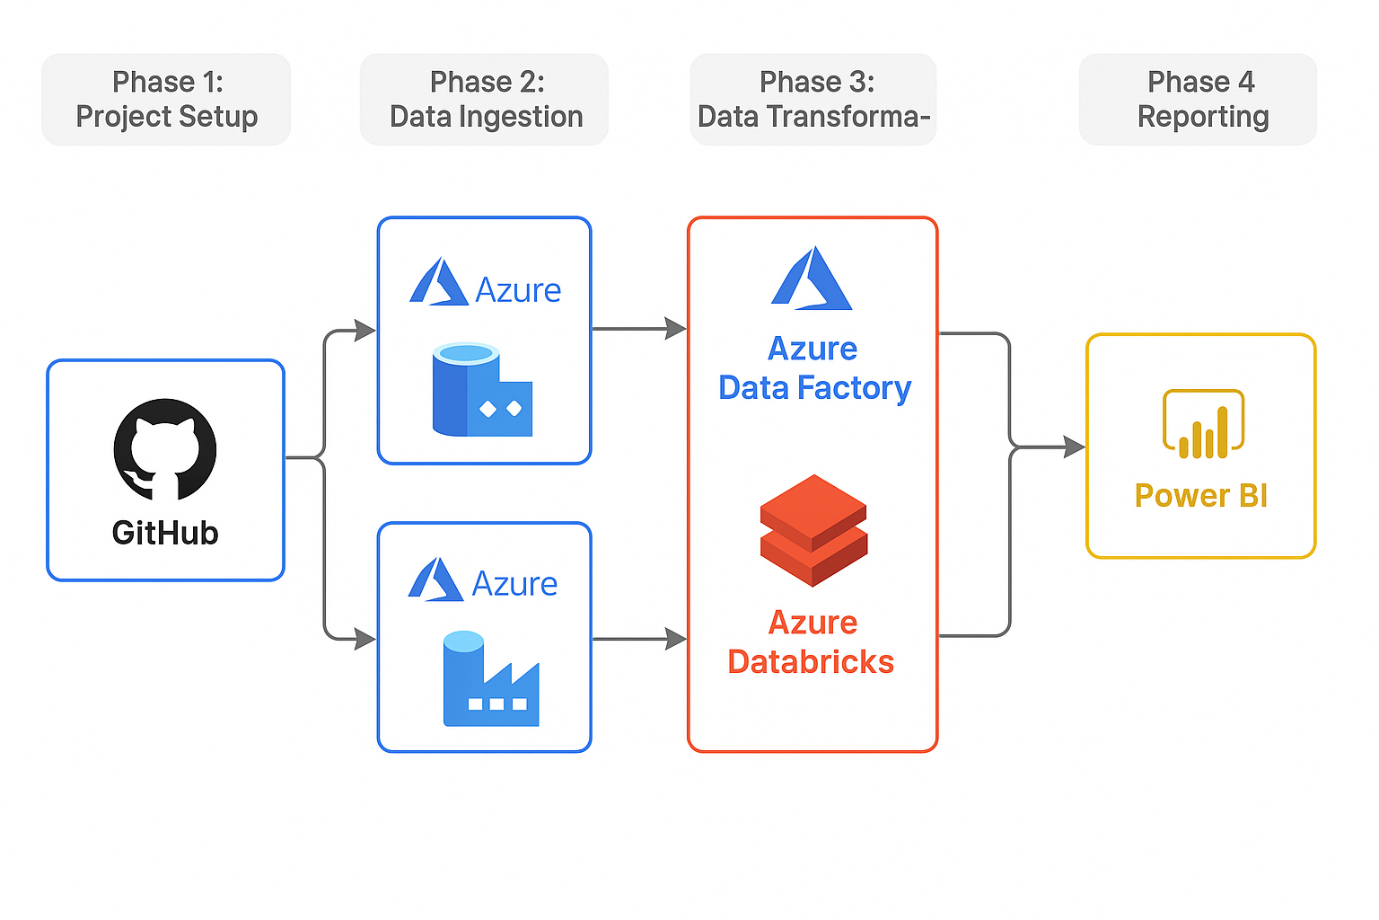 Phase 1:
Project Setup
Phase 2:
Data Ingestion
Phase 3:
Data Transforma-
Phase 4
Reporting
GitHub
Azure
Azure
Azure
Data Factory
Azure
Databricks
Power BI